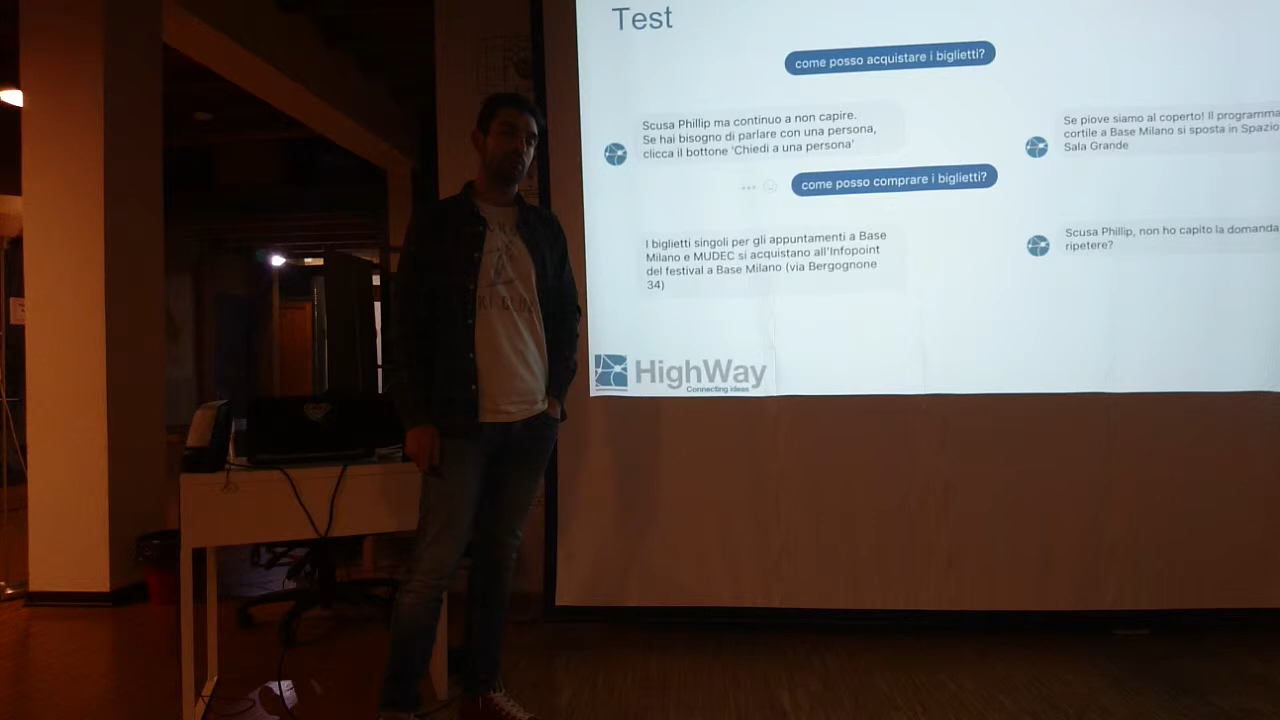 Test
come posso acquistare i biglietti?
Scusa Phillip ma continuo a non capire.
Se hai bisogno di parlare con una persona,
clicca il bottone 'Chiedi a una persona'
come posso comprare i biglietti?
I biglietti singoli per gli appuntamenti a Base
Milano e MUDEC si acquistano all'Infopoint
del festival a Base Milano (via Bergognone
34)
Se piove siamo al coperto! Il programma
cortile a Base Milano si sposta in Spazio
Sala Grande
Scusa Phillip, non ho capito la domanda
ripetere?
HighWay
Connecting ideas